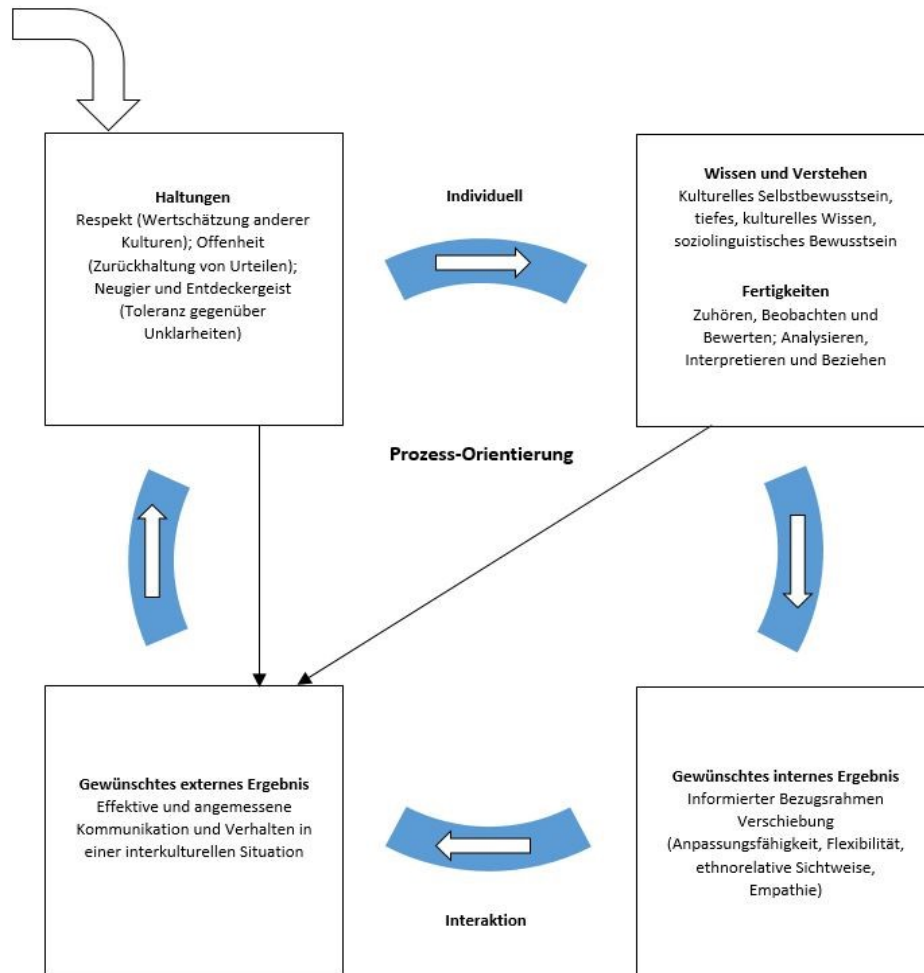 Haltungen
Respekt (Wertschätzung anderer
Kulturen); Offenheit
(Zurückhaltung von Urteilen);
Neugier und Entdeckergeist
(Toleranz gegenüber
Unklarheiten)
Individuell
Wissen und Verstehen
Kulturelles Selbstbewusstsein,
tiefes, kulturelles Wissen,
soziolinguistisches Bewusstsein
Fertigkeiten
Zuhören, Beobachten und
Bewerten; Analysieren,
Interpretieren und Beziehen
Prozess-Orientierung
Gewünschtes externes Ergebnis
Effektive und angemessene
Kommunikation und Verhalten in
einer interkulturellen Situation
Gewünschtes internes Ergebnis
Informierter Bezugsrahmen
Verschiebung
(Anpassungsfähigkeit, Flexibilität,
ethnorelative Sichtweise,
Empathie)
Interaktion